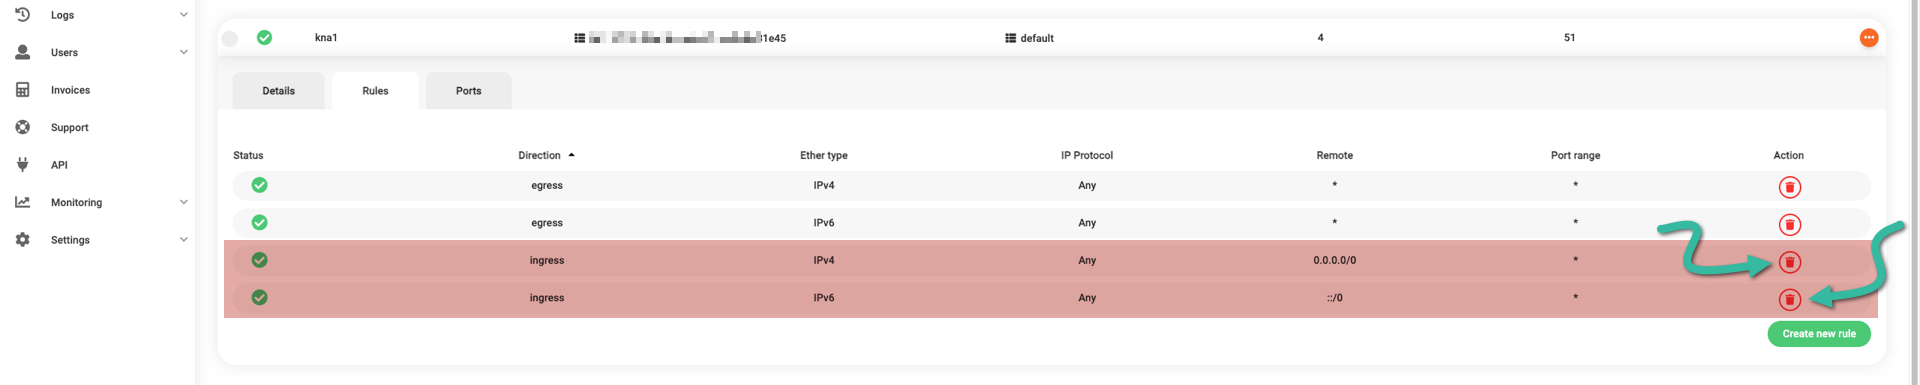 Logs
Users
Invoices
Support
API
Monitoring
Settings
kna1 1e45 default 4 51
Details Rules Ports
Status Direction Ether type IP Protocol Remote Port range Action
egress IPv4 Any * *
egress IPv6 Any * *
ingress IPv4 Any 0.0.0.0/0 *
ingress IPv6 Any ::/0 *
Create new rule